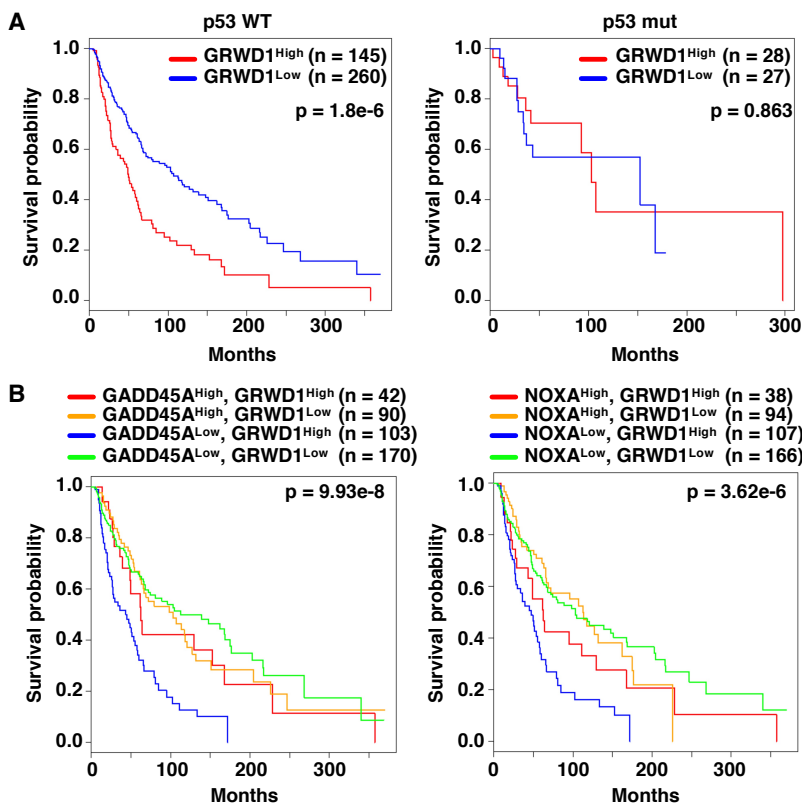 A
p53 WT
GRWD1High (n = 145)
GRWD1Low (n = 260)
p = 1.8e-6
Survival probability
1.0
0.8
0.6
0.4
0.2
0.0
0 100 200 300
Months
p53 mut
GRWD1High (n = 28)
GRWD1Low (n = 27)
p = 0.863
Survival probability
1.0
0.8
0.6
0.4
0.2
0.0
0 100 200 300
Months
B
GADD45AHigh, GRWD1High (n = 42)
GADD45AHigh, GRWD1Low (n = 90)
GADD45ALow, GRWD1High (n = 103)
GADD45ALow, GRWD1Low (n = 170)
p = 9.93e-8
Survival probability
1.0
0.8
0.6
0.4
0.2
0.0
0 100 200 300
Months
NOXAHigh, GRWD1High (n = 38)
NOXAHigh, GRWD1Low (n = 94)
NOXALow, GRWD1High (n = 107)
NOXALow, GRWD1Low (n = 166)
p = 3.62e-6
Survival probability
1.0
0.8
0.6
0.4
0.2
0.0
0 100 200 300
Months